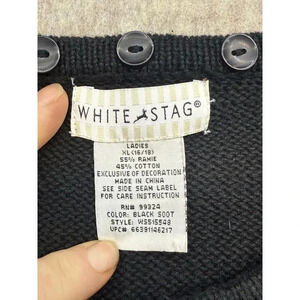 WHITE STAG®
LADIES
XL (16/18)
55% RAMIE
45% COTTON
EXCLUSIVE OF DECORATION
MADE IN CHINA
SEE SIDE SEAM LABEL
FOR CARE INSTRUCTION
RN# 99324
COLOR: BLACK SOOT
STYLE: WS515548
UPC# 66391146217